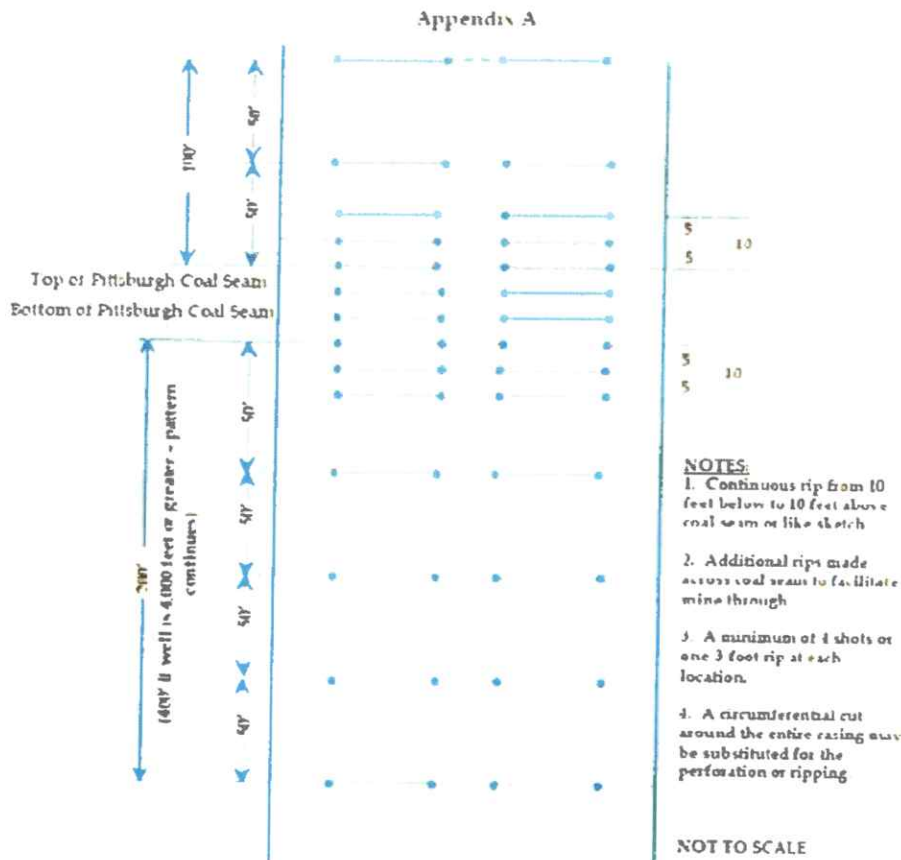 Appendix A
100'
50'
50'
Top of Pittsburgh Coal Seam
Bottom of Pittsburgh Coal Seam
5
5 10
5
5 10
200'
(400' if well is 4,000 feet or greater - pattern
continues)
50'
50'
50'
50'
NOTES:
1. Continuous rip from 10
feet below to 10 feet above
coal seam or like sketch
2. Additional rips made
across coal seam to facilitate
mine through
3. A minimum of 4 shots or
one 3 foot rip at each
location.
4. A circumferential cut
around the entire casing may
be substituted for the
perforation or ripping
NOT TO SCALE